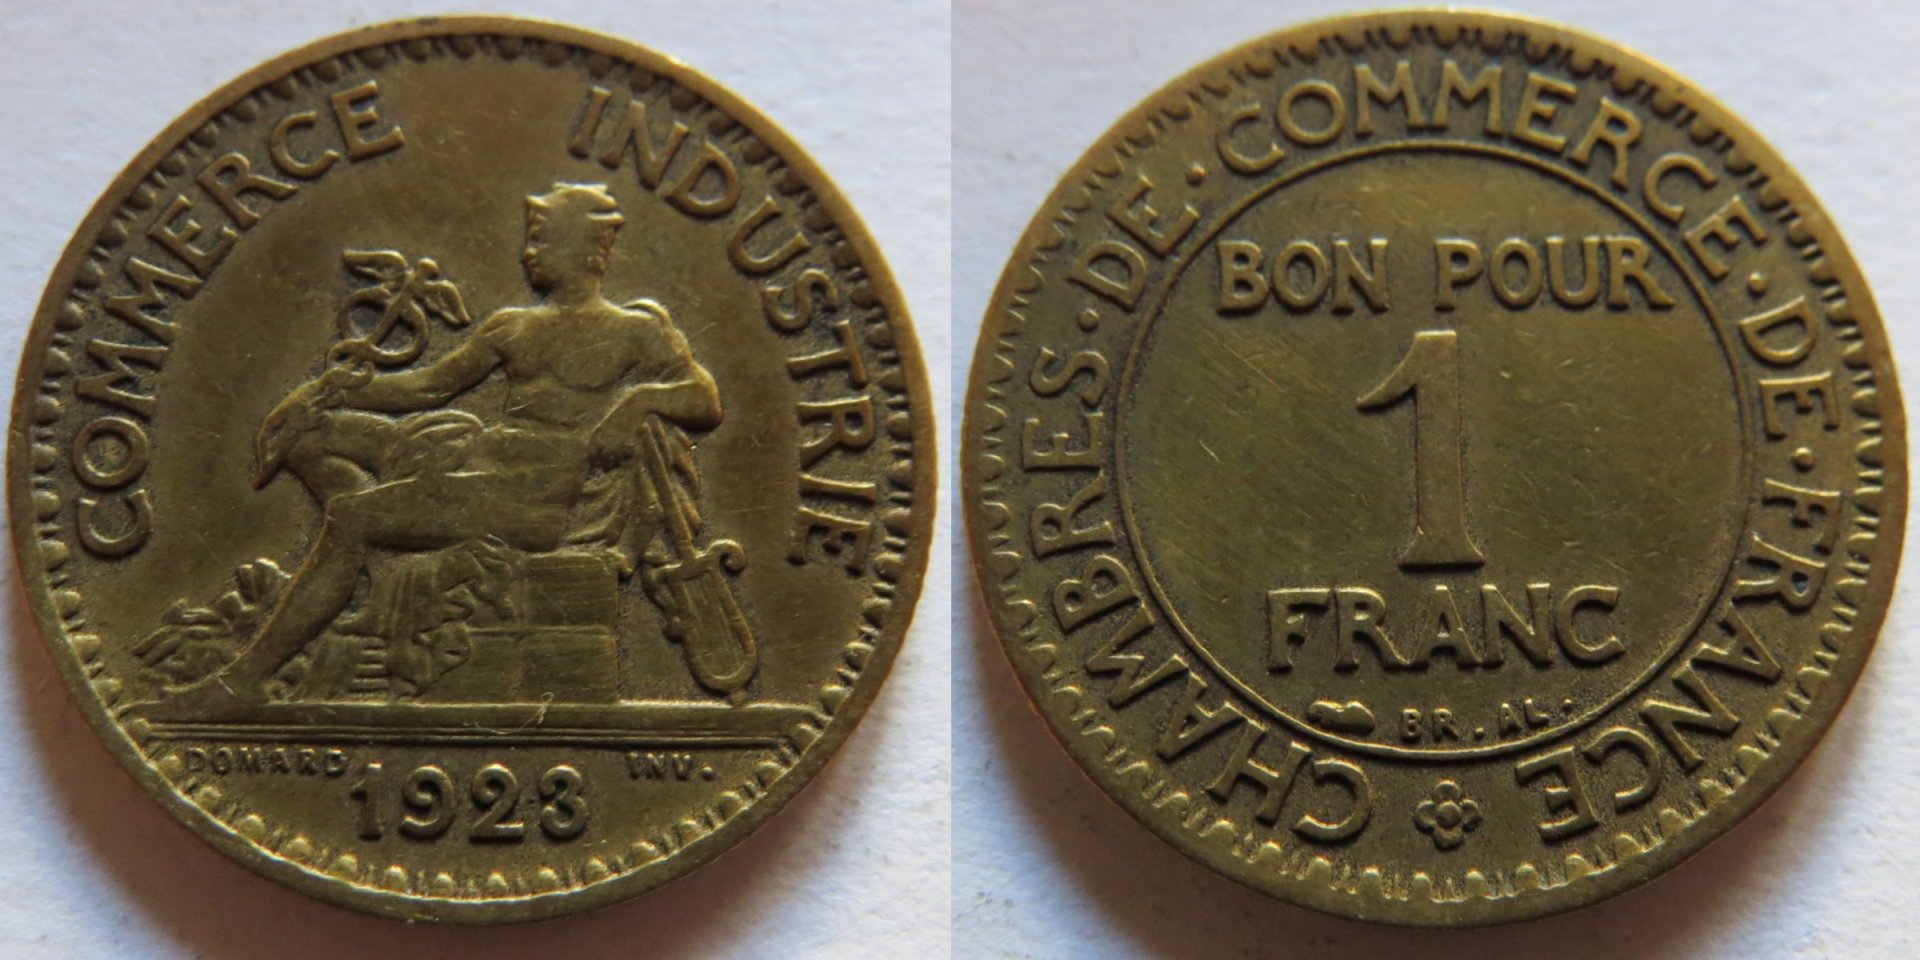 COMMERCE INDUSTRIE
DOMARD INV.
1923
CHAMBRES·DE·COMMERCE·DE·FRANCE
BON POUR
1
FRANC
BR.AL.